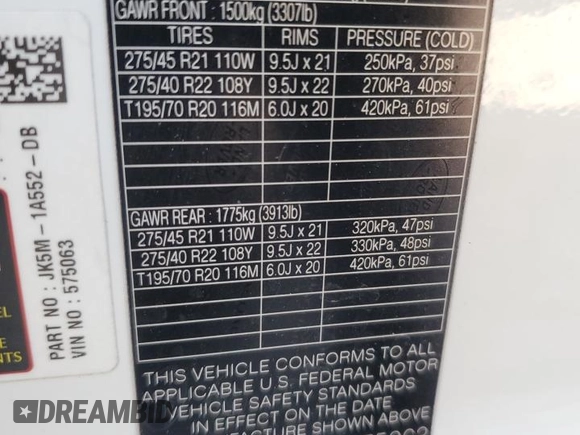 GAWR FRONT : 1500kg (3307lb)
TIRES RIMS PRESSURE (COLD)
275/45 R21 110W 9.5J x 21 250kPa, 37psi
275/40 R22 108Y 9.5J x 22 270kPa, 40psi
T195/70 R20 116M 6.0J x 20 420kPa, 61psi
GAWR REAR : 1775kg (3913lb)
275/45 R21 110W 9.5J x 21 320kPa, 47psi
275/40 R22 108Y 9.5J x 22 330kPa, 48psi
T195/70 R20 116M 6.0J x 20 420kPa, 61psi
THIS VEHICLE CONFORMS TO ALL
APPLICABLE U.S. FEDERAL MOTOR
VEHICLE SAFETY STANDARDS
IN EFFECT ON THE DATE
OF MANUFACTURE SHOWN ABOVE
PART NO : JK5M-1A552-DB
VIN NO : 575063
DREAMBID